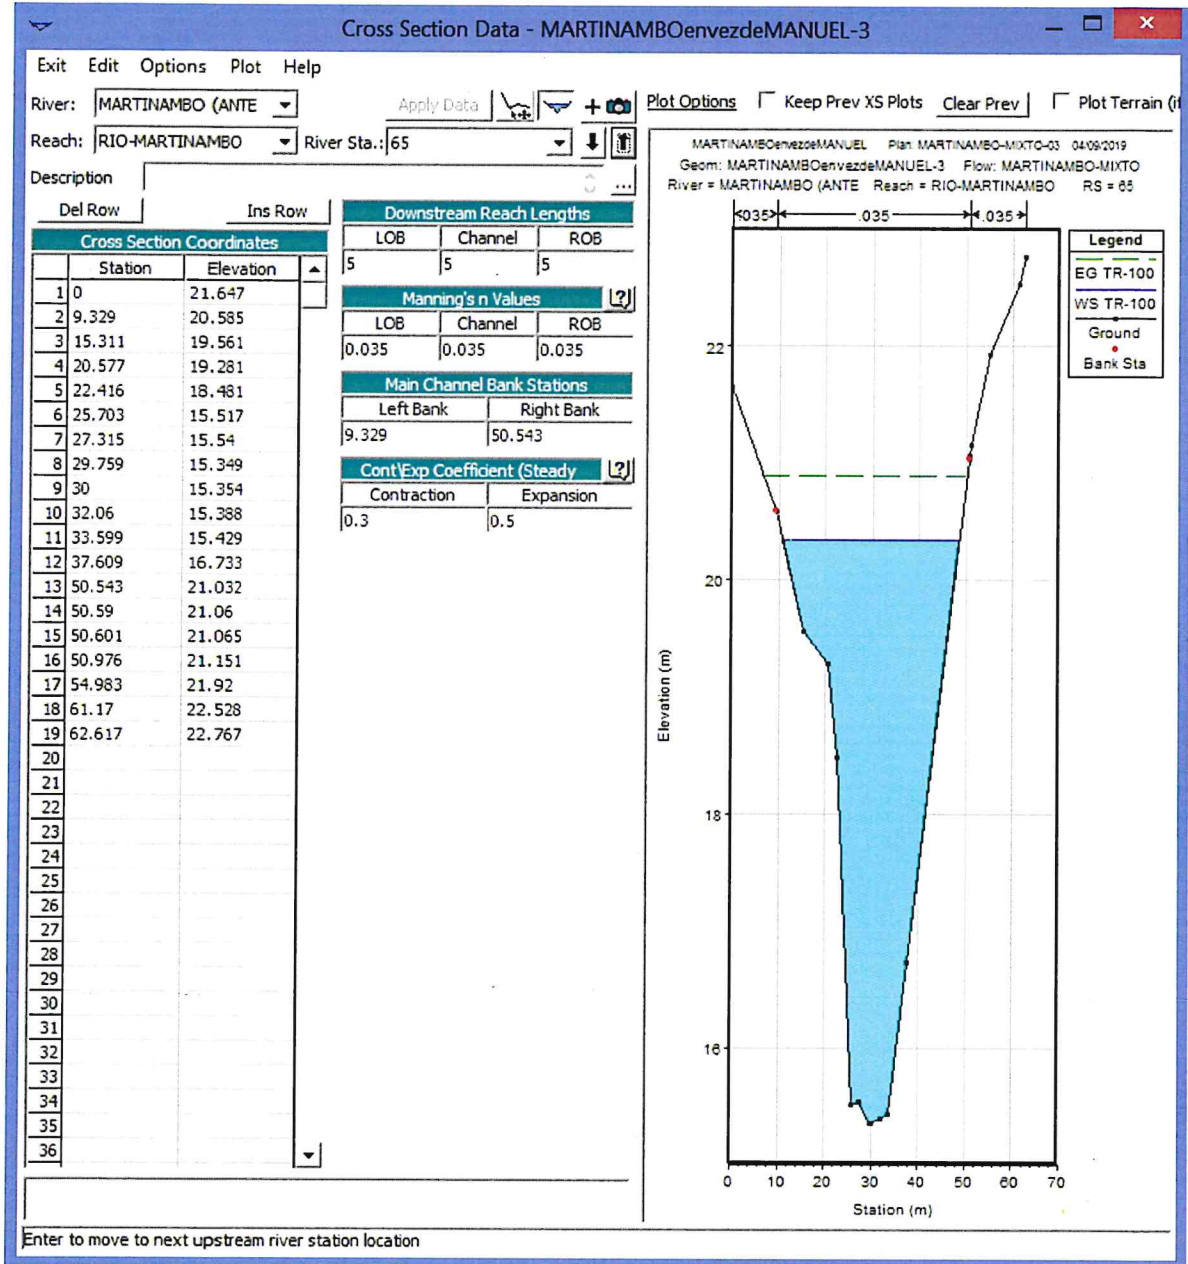 Cross Section Data - MARTINAMBOenvezdeMANUEL-3
Exit Edit Options Plot Help
River: MARTINAMBO (ANTE Apply Data
Reach: RIO-MARTINAMBO River Sta.: 65
Description ...
Del Row Ins Row
Cross Section Coordinates
Station Elevation
1 0 21.647
2 9.329 20.585
3 15.311 19.561
4 20.577 19.281
5 22.416 18.481
6 25.703 15.517
7 27.315 15.54
8 29.759 15.349
9 30 15.354
10 32.06 15.388
11 33.599 15.429
12 37.609 16.733
13 50.543 21.032
14 50.59 21.06
15 50.601 21.065
16 50.976 21.151
17 54.983 21.92
18 61.17 22.528
19 62.617 22.767
20
21
22
23
24
25
26
27
28
29
30
31
32
33
34
35
36
Downstream Reach Lengths
LOB Channel ROB
5 5 5
Manning's n Values ?
LOB Channel ROB
0.035 0.035 0.035
Main Channel Bank Stations
Left Bank Right Bank
9.329 50.543
Cont\Exp Coefficient (Steady ?
Contraction Expansion
0.3 0.5
Plot Options Keep Prev XS Plots Clear Prev Plot Terrain (if
MARTINAMBOenvezdeMANUEL Plan: MARTINAMBO-MIXTO-03 04/09/2019
Geom: MARTINAMBOenvezdeMANUEL-3 Flow: MARTINAMBO-MIXTO
River = MARTINAMBO (ANTE Reach = RIO-MARTINAMBO RS = 65
.035 .035 .035
Legend
EG TR-100
WS TR-100
Ground
Bank Sta
22
20
18
16
Elevation (m)
0 10 20 30 40 50 60 70
Station (m)
Enter to move to next upstream river station location